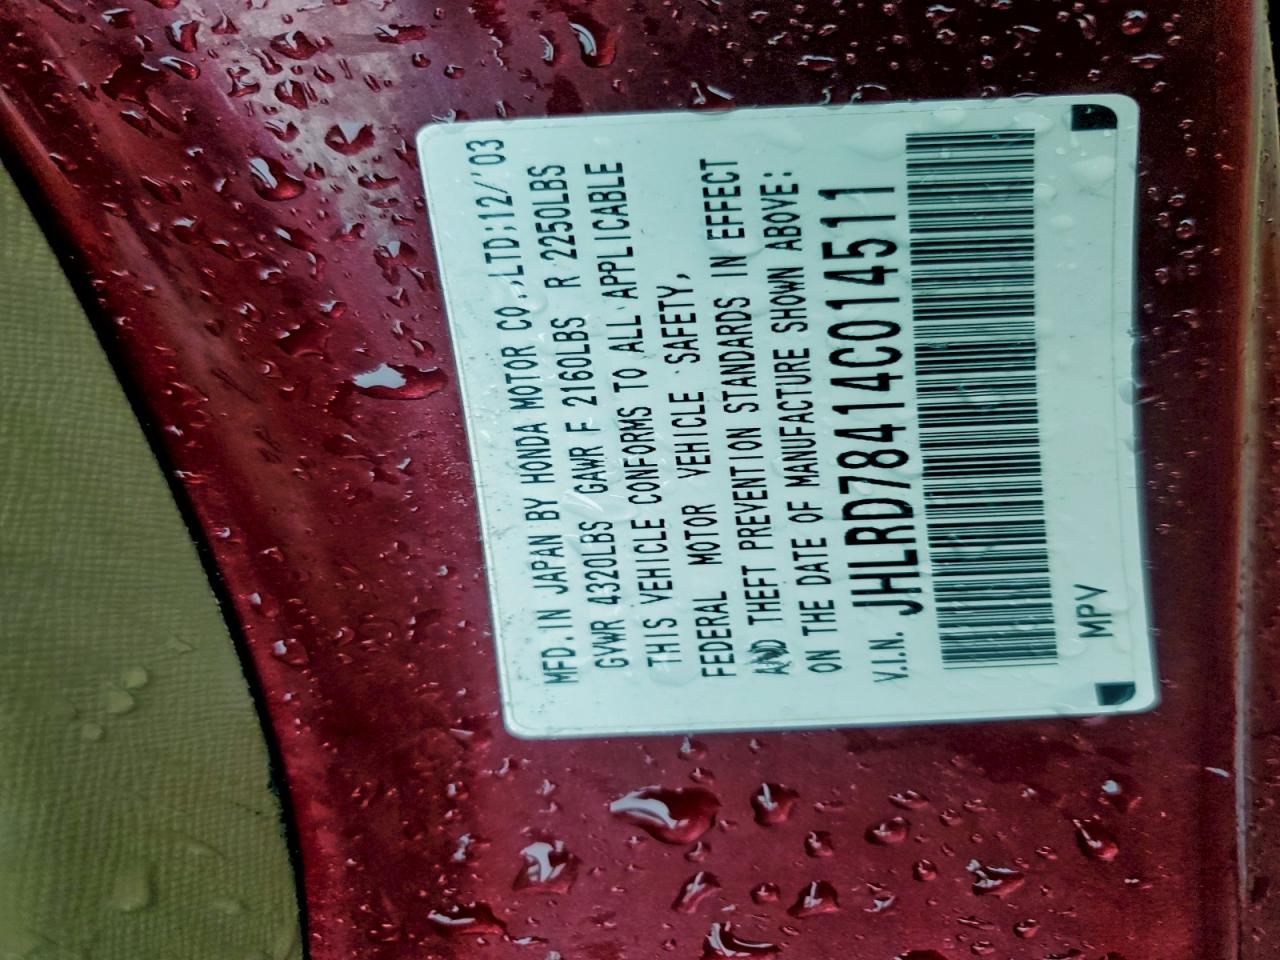 MFD.IN JAPAN BY HONDA MOTOR CO.,LTD;12/'03
GVWR 4320LBS GAWR F 2160LBS R 2250LBS
THIS VEHICLE CONFORMS TO ALL APPLICABLE
FEDERAL MOTOR VEHICLE SAFETY,
AND THEFT PREVENTION STANDARDS IN EFFECT
ON THE DATE OF MANUFACTURE SHOWN ABOVE:
V.I.N. JHLRD78414C014511
MPV